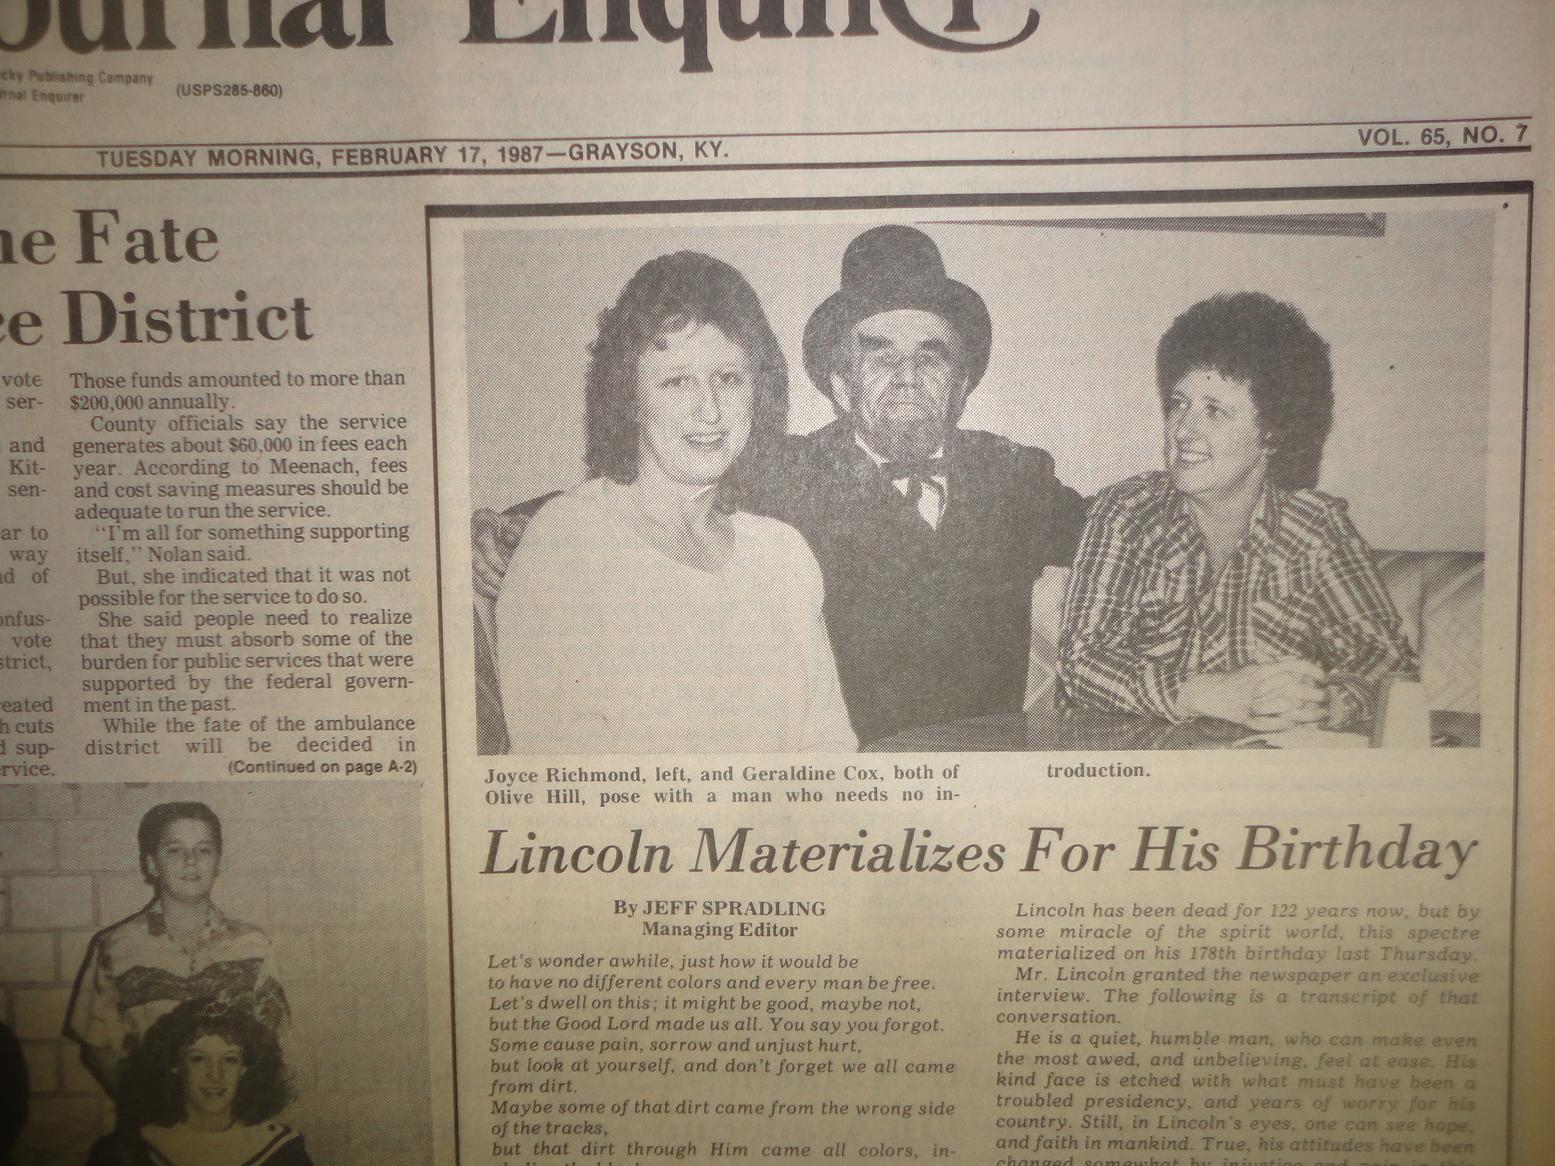 Journal Enquirer
cky Publishing Company
rnal Enquirer
(USPS285-860)
TUESDAY MORNING, FEBRUARY 17, 1987—GRAYSON, KY.
VOL. 65, NO. 7
he Fate
ce District
vote
ser-
and
Kit-
sen-
ar to
way
nd of
onfus-
vote
strict,
reated
h cuts
d sup-
rvice.
Those funds amounted to more than
$200,000 annually.
County officials say the service
generates about $60,000 in fees each
year. According to Meenach, fees
and cost saving measures should be
adequate to run the service.
"I'm all for something supporting
itself," Nolan said.
But, she indicated that it was not
possible for the service to do so.
She said people need to realize
that they must absorb some of the
burden for public services that were
supported by the federal govern-
ment in the past.
While the fate of the ambulance
district will be decided in
(Continued on page A-2)
Joyce Richmond, left, and Geraldine Cox, both of
Olive Hill, pose with a man who needs no in-
troduction.
Lincoln Materializes For His Birthday
By JEFF SPRADLING
Managing Editor
Let's wonder awhile, just how it would be
to have no different colors and every man be free.
Let's dwell on this; it might be good, maybe not,
but the Good Lord made us all. You say you forgot.
Some cause pain, sorrow and unjust hurt,
but look at yourself, and don't forget we all came
from dirt.
Maybe some of that dirt came from the wrong side
of the tracks,
but that dirt through Him came all colors, in-
Lincoln has been dead for 122 years now, but by
some miracle of the spirit world, this spectre
materialized on his 178th birthday last Thursday.
Mr. Lincoln granted the newspaper an exclusive
interview. The following is a transcript of that
conversation.
He is a quiet, humble man, who can make even
the most awed, and unbelieving, feel at ease. His
kind face is etched with what must have been a
troubled presidency, and years of worry for his
country. Still, in Lincoln's eyes, one can see hope,
and faith in mankind. True, his attitudes have been
changed somewhat by injustice and